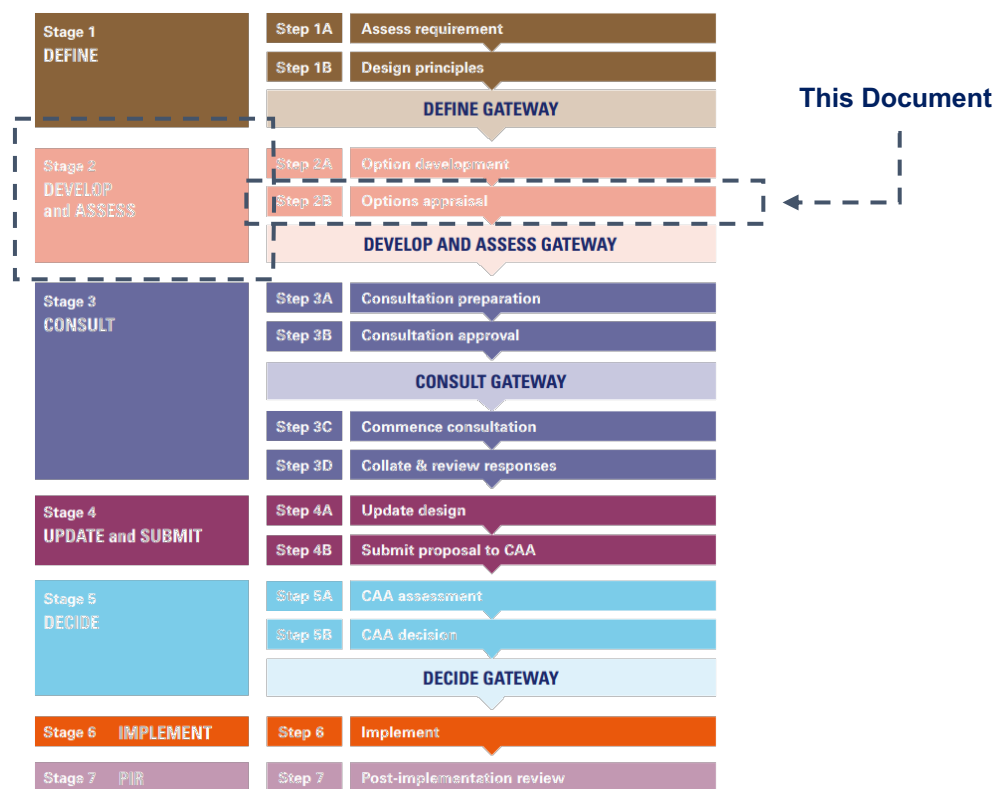 Stage 1
DEFINE
Step 1A Assess requirement
Step 1B Design principles
DEFINE GATEWAY
This Document
Stage 2
DEVELOP
and ASSESS
Step 2A Option development
Step 2B Options appraisal
DEVELOP AND ASSESS GATEWAY
Stage 3
CONSULT
Step 3A Consultation preparation
Step 3B Consultation approval
CONSULT GATEWAY
Step 3C Commence consultation
Step 3D Collate & review responses
Stage 4
UPDATE and SUBMIT
Step 4A Update design
Step 4B Submit proposal to CAA
Stage 5
DECIDE
Step 5A CAA assessment
Step 5B CAA decision
DECIDE GATEWAY
Stage 6 IMPLEMENT
Step 6 Implement
Stage 7 PIR
Step 7 Post-implementation review